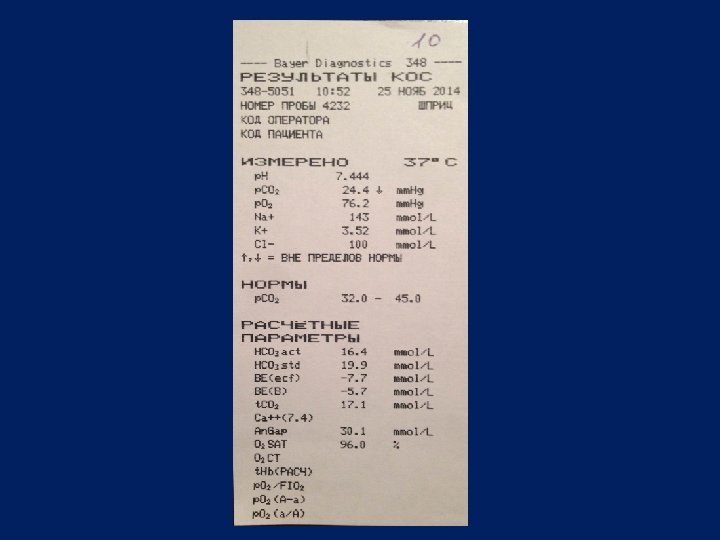 10
---- Bayer Diagnostics 348 ----
РЕЗУЛЬТАТЫ КОС
348-5051 10:52 25 НОЯБ 2014
НОМЕР ПРОБЫ 4232 ШПРИЦ
КОД ОПЕРАТОРА
КОД ПАЦИЕНТА
ИЗМЕРЕНО 37°C
pH 7.444
pCO₂ 24.4 ↓ mmHg
pO₂ 76.2 mmHg
Na+ 143 mmol/L
K+ 3.52 mmol/L
Cl- 100 mmol/L
↑,↓ = ВНЕ ПРЕДЕЛОВ НОРМЫ
НОРМЫ
pCO₂ 32.0 - 45.0
РАСЧЁТНЫЕ
ПАРАМЕТРЫ
HCO₃act 16.4 mmol/L
HCO₃std 19.9 mmol/L
BE(ecf) -7.7 mmol/L
BE(B) -5.7 mmol/L
tCO₂ 17.1 mmol/L
Ca++(7.4)
AnGap 30.1 mmol/L
O₂SAT 96.0 %
O₂CT
tHb(РАСЧ)
pO₂/FIO₂
pO₂(A-a)
pO₂(a/A)